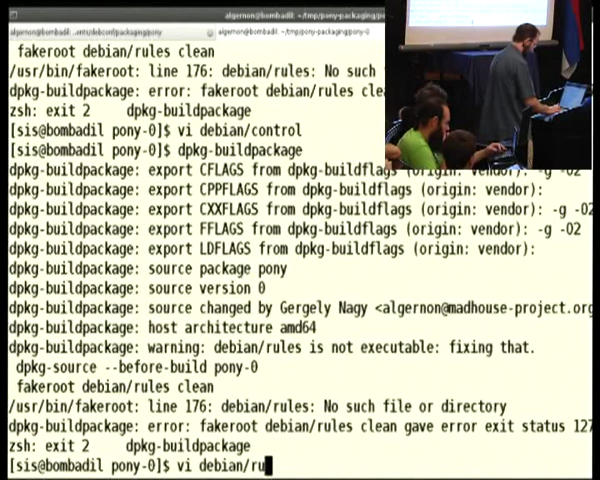 algernon@bombadil: ~/tmp/pony-packaging/p
algernon@bombadil: ~/tmp/pony-packaging/pony-0
fakeroot debian/rules clean
/usr/bin/fakeroot: line 176: debian/rules: No such
dpkg-buildpackage: error: fakeroot debian/rules cle
zsh: exit 2     dpkg-buildpackage
[sis@bombadil pony-0]$ vi debian/control
[sis@bombadil pony-0]$ dpkg-buildpackage
dpkg-buildpackage: export CFLAGS from dpkg-buildflags (origin: vendor): -g -O2
dpkg-buildpackage: export CPPFLAGS from dpkg-buildflags (origin: vendor):
dpkg-buildpackage: export CXXFLAGS from dpkg-buildflags (origin: vendor): -g -O2
dpkg-buildpackage: export FFLAGS from dpkg-buildflags (origin: vendor): -g -O2
dpkg-buildpackage: export LDFLAGS from dpkg-buildflags (origin: vendor):
dpkg-buildpackage: source package pony
dpkg-buildpackage: source version 0
dpkg-buildpackage: source changed by Gergely Nagy <algernon@madhouse-project.org
dpkg-buildpackage: host architecture amd64
dpkg-buildpackage: warning: debian/rules is not executable; fixing that.
dpkg-source --before-build pony-0
fakeroot debian/rules clean
/usr/bin/fakeroot: line 176: debian/rules: No such file or directory
dpkg-buildpackage: error: fakeroot debian/rules clean gave error exit status 127
zsh: exit 2     dpkg-buildpackage
[sis@bombadil pony-0]$ vi debian/ru